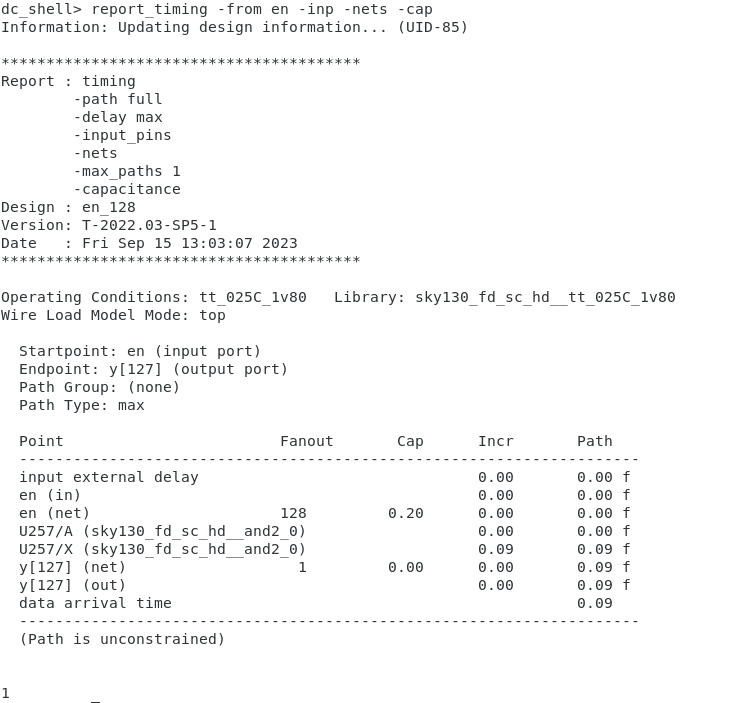 dc_shell> report_timing -from en -inp -nets -cap
Information: Updating design information... (UID-85)
****************************************
Report : timing
        -path full
        -delay max
        -input_pins
        -nets
        -max_paths 1
        -capacitance
Design : en_128
Version: T-2022.03-SP5-1
Date   : Fri Sep 15 13:03:07 2023
****************************************
Operating Conditions: tt_025C_1v80   Library: sky130_fd_sc_hd__tt_025C_1v80
Wire Load Model Mode: top
  Startpoint: en (input port)
  Endpoint: y[127] (output port)
  Path Group: (none)
  Path Type: max
  Point                        Fanout       Cap      Incr       Path
  ---------------------------------------------------------------------
  input external delay                               0.00       0.00 f
  en (in)                                            0.00       0.00 f
  en (net)                     128         0.20      0.00       0.00 f
  U257/A (sky130_fd_sc_hd__and2_0)                   0.00       0.00 f
  U257/X (sky130_fd_sc_hd__and2_0)                   0.09       0.09 f
  y[127] (net)                   1         0.00      0.00       0.09 f
  y[127] (out)                                       0.00       0.09 f
  data arrival time                                             0.09
  ---------------------------------------------------------------------
  (Path is unconstrained)
1         _